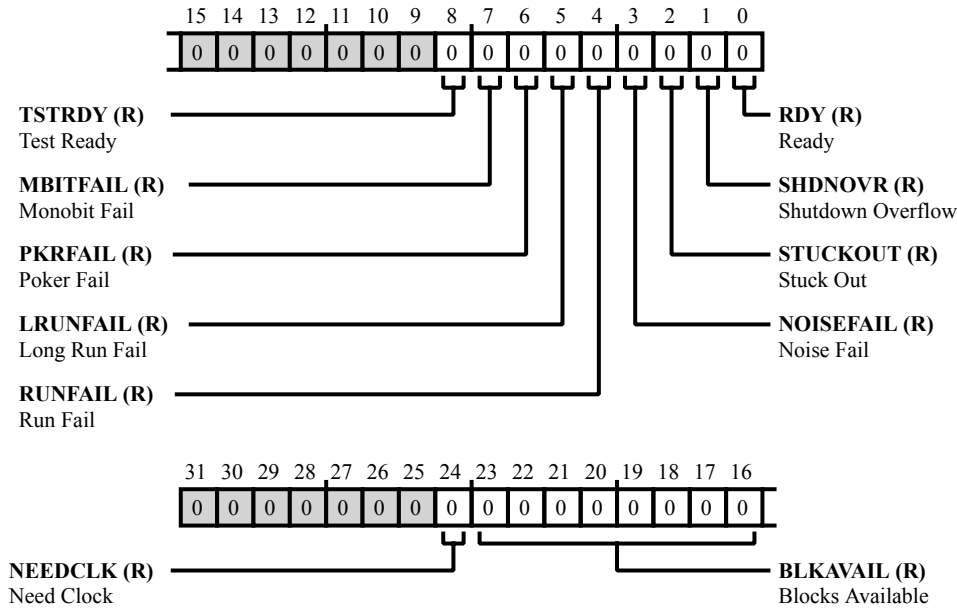 15 14 13 12 11 10 9 8 7 6 5 4 3 2 1 0
0 0 0 0 0 0 0 0 0 0 0 0 0 0 0 0
TSTRDY (R)
Test Ready
RDY (R)
Ready
MBITFAIL (R)
Monobit Fail
SHDNOVR (R)
Shutdown Overflow
PKRFAIL (R)
Poker Fail
STUCKOUT (R)
Stuck Out
LRUNFAIL (R)
Long Run Fail
NOISEFAIL (R)
Noise Fail
RUNFAIL (R)
Run Fail
31 30 29 28 27 26 25 24 23 22 21 20 19 18 17 16
0 0 0 0 0 0 0 0 0 0 0 0 0 0 0 0
NEEDCLK (R)
Need Clock
BLKAVAIL (R)
Blocks Available